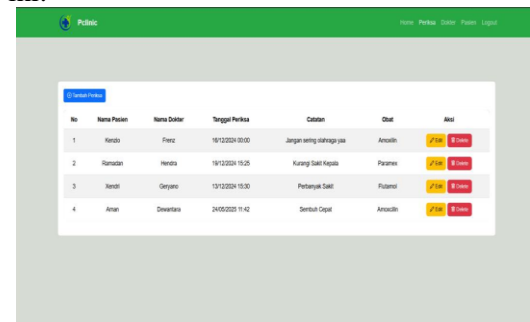 Pclinic Home Periksa Dokter Pasien Logout
Tambah Periksa
No Nama Pasien Nama Dokter Tanggal Periksa Catatan Obat Aksi
1 Kenzio Frenz 16/12/2024 00:00 Jangan sering olahraga yaa Amoxilin Edit Delete
2 Ramadan Hendra 19/12/2024 15:25 Kurangi Sakit Kepala Paramex Edit Delete
3 Xendri Geryano 13/12/2024 15:30 Perbanyak Sakit Flutamol Edit Delete
4 Aman Dewantara 24/05/2025 11:42 Sembuh Cepat Amoxcilin Edit Delete